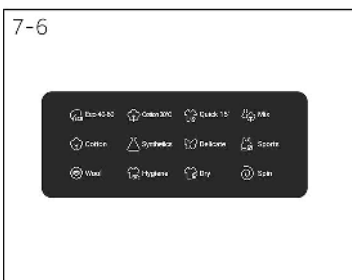 7-6
Eco 40-60 Cotton 20°C Quick 15' Mix
Cotton Synthetics Delicate Sports
Wool Hygiene Dry Spin